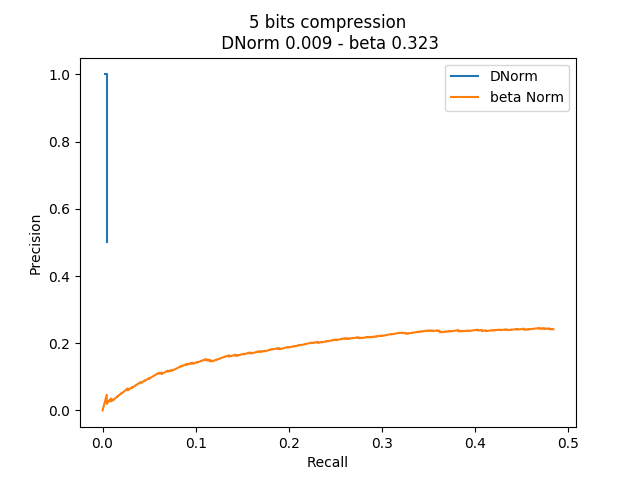 5 bits compression
DNorm 0.009 - beta 0.323
DNorm
beta Norm
1.0
0.8
0.6
0.4
0.2
0.0
Precision
0.0 0.1 0.2 0.3 0.4 0.5
Recall